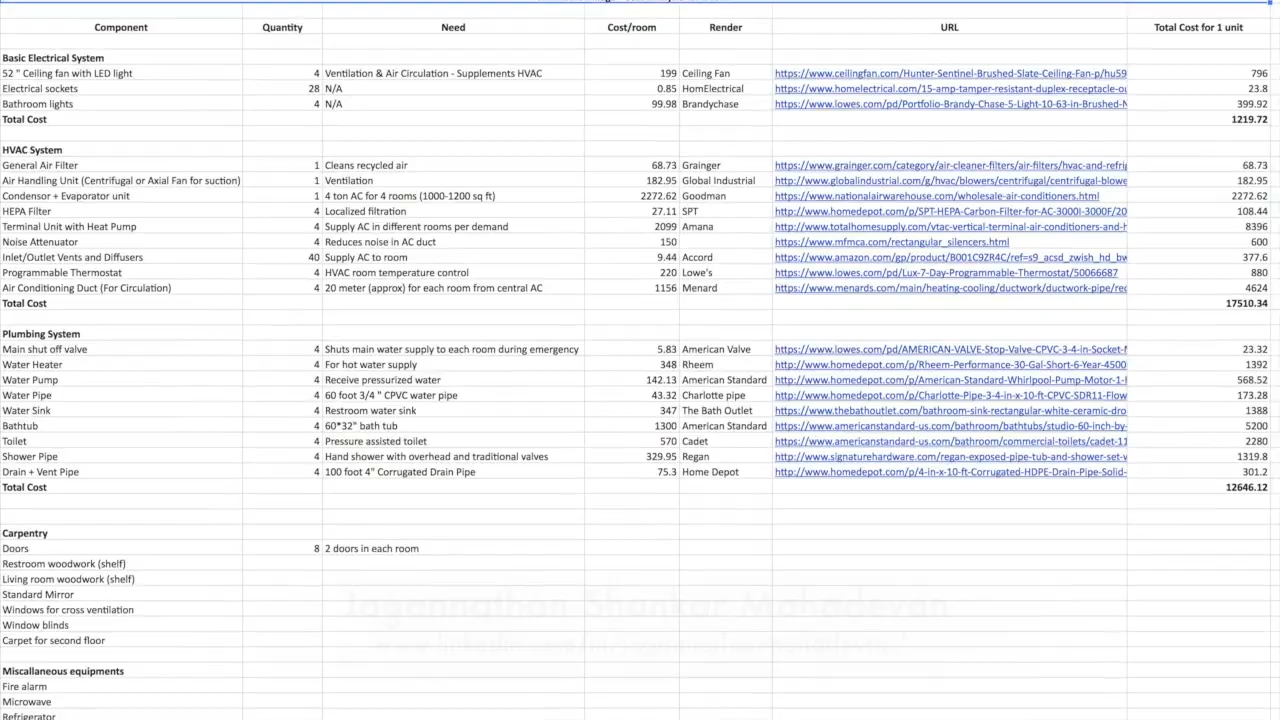 Component Quantity Need Cost/room Render URL Total Cost for 1 unit
Basic Electrical System
52 " Ceiling fan with LED light 4 Ventilation & Air Circulation - Supplements HVAC 199 Ceiling Fan https://www.ceilingfan.com/Hunter-Sentinel-Brushed-Slate-Ceiling-Fan-p/hu59 796
Electrical sockets 28 N/A 0.85 HomElectrical https://www.homelectrical.com/15-amp-tamper-resistant-duplex-receptacle-ou 23.8
Bathroom lights 4 N/A 99.98 Brandychase https://www.lowes.com/pd/Portfolio-Brandy-Chase-5-Light-10-63-in-Brushed-N 399.92
Total Cost 1219.72
HVAC System
General Air Filter 1 Cleans recycled air 68.73 Grainger https://www.grainger.com/category/air-cleaner-filters/air-filters/hvac-and-refrig 68.73
Air Handling Unit (Centrifugal or Axial Fan for suction) 1 Ventilation 182.95 Global Industrial http://www.globalindustrial.com/g/hvac/blowers/centrifugal/centrifugal-blowe 182.95
Condensor + Evaporator unit 1 4 ton AC for 4 rooms (1000-1200 sq ft) 2272.62 Goodman https://www.nationalairwarehouse.com/wholesale-air-conditioners.html 2272.62
HEPA Filter 4 Localized filtration 27.11 SPT http://www.homedepot.com/p/SPT-HEPA-Carbon-Filter-for-AC-3000I-3000F/20 108.44
Terminal Unit with Heat Pump 4 Supply AC in different rooms per demand 2099 Amana http://www.totalhomesupply.com/vtac-vertical-terminal-air-conditioners-and-h 8396
Noise Attenuator 4 Reduces noise in AC duct 150 https://www.mfmca.com/rectangular_silencers.html 600
Inlet/Outlet Vents and Diffusers 40 Supply AC to room 9.44 Accord https://www.amazon.com/gp/product/B001C9ZR4C/ref=s9_acsd_zwish_hd_bw 377.6
Programmable Thermostat 4 HVAC room temperature control 220 Lowe's https://www.lowes.com/pd/Lux-7-Day-Programmable-Thermostat/50066687 880
Air Conditioning Duct (For Circulation) 4 20 meter (approx) for each room from central AC 1156 Menard https://www.menards.com/main/heating-cooling/ductwork/ductwork-pipe/rec 4624
Total Cost 17510.34
Plumbing System
Main shut off valve 4 Shuts main water supply to each room during emergency 5.83 American Valve https://www.lowes.com/pd/AMERICAN-VALVE-Stop-Valve-CPVC-3-4-in-Socket-M 23.32
Water Heater 4 For hot water supply 348 Rheem http://www.homedepot.com/p/Rheem-Performance-30-Gal-Short-6-Year-4500 1392
Water Pump 4 Receive pressurized water 142.13 American Standard http://www.homedepot.com/p/American-Standard-Whirlpool-Pump-Motor-1-H 568.52
Water Pipe 4 60 foot 3/4 " CPVC water pipe 43.32 Charlotte pipe http://www.homedepot.com/p/Charlotte-Pipe-3-4-in-x-10-ft-CPVC-SDR11-Flow 173.28
Water Sink 4 Restroom water sink 347 The Bath Outlet https://www.thebathoutlet.com/bathroom-sink-rectangular-white-ceramic-dro 1388
Bathtub 4 60*32" bath tub 1300 American Standard https://www.americanstandard-us.com/bathroom/bathtubs/studio-60-inch-by- 5200
Toilet 4 Pressure assisted toilet 570 Cadet https://www.americanstandard-us.com/bathroom/commercial-toilets/cadet-11 2280
Shower Pipe 4 Hand shower with overhead and traditional valves 329.95 Regan http://www.signaturehardware.com/regan-exposed-pipe-tub-and-shower-set-w 1319.8
Drain + Vent Pipe 4 100 foot 4" Corrugated Drain Pipe 75.3 Home Depot http://www.homedepot.com/p/4-in-x-10-ft-Corrugated-HDPE-Drain-Pipe-Solid- 301.2
Total Cost 12646.12
Carpentry
Doors 8 2 doors in each room
Restroom woodwork (shelf)
Living room woodwork (shelf)
Standard Mirror
Jagannathan Shankar Mahadevan
Windows for cross ventilation
Window blinds
Carpet for second floor
Miscellaneous equipments
Fire alarm
Microwave
Refrigerator